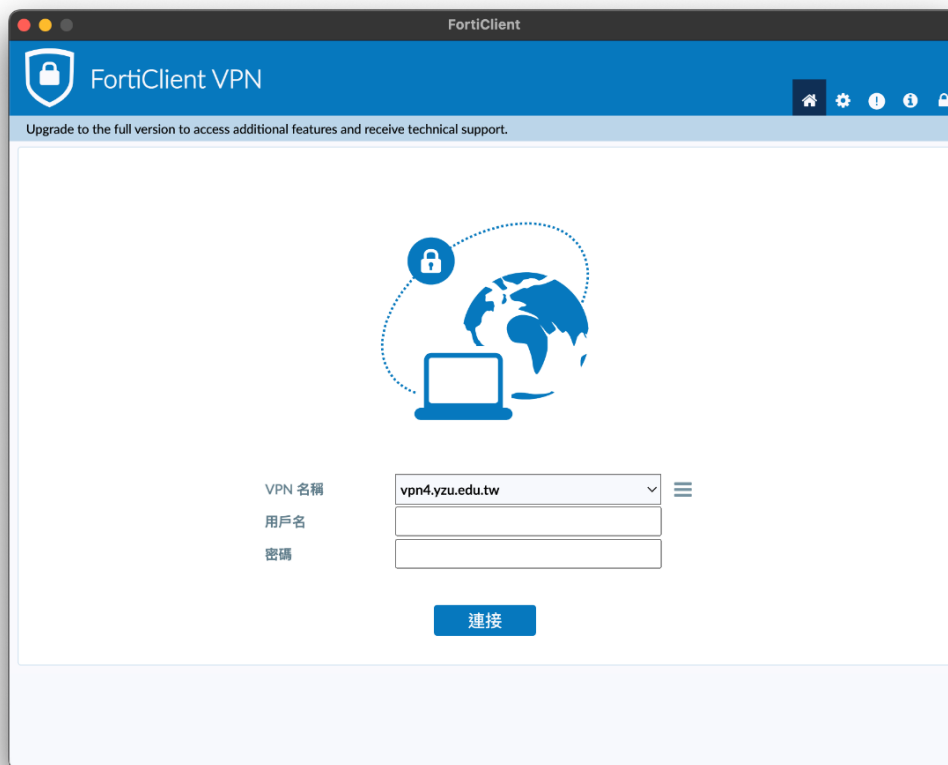 FortiClient
FortiClient VPN
Upgrade to the full version to access additional features and receive technical support.
VPN 名稱
vpn4.yzu.edu.tw
用戶名
密碼
連接